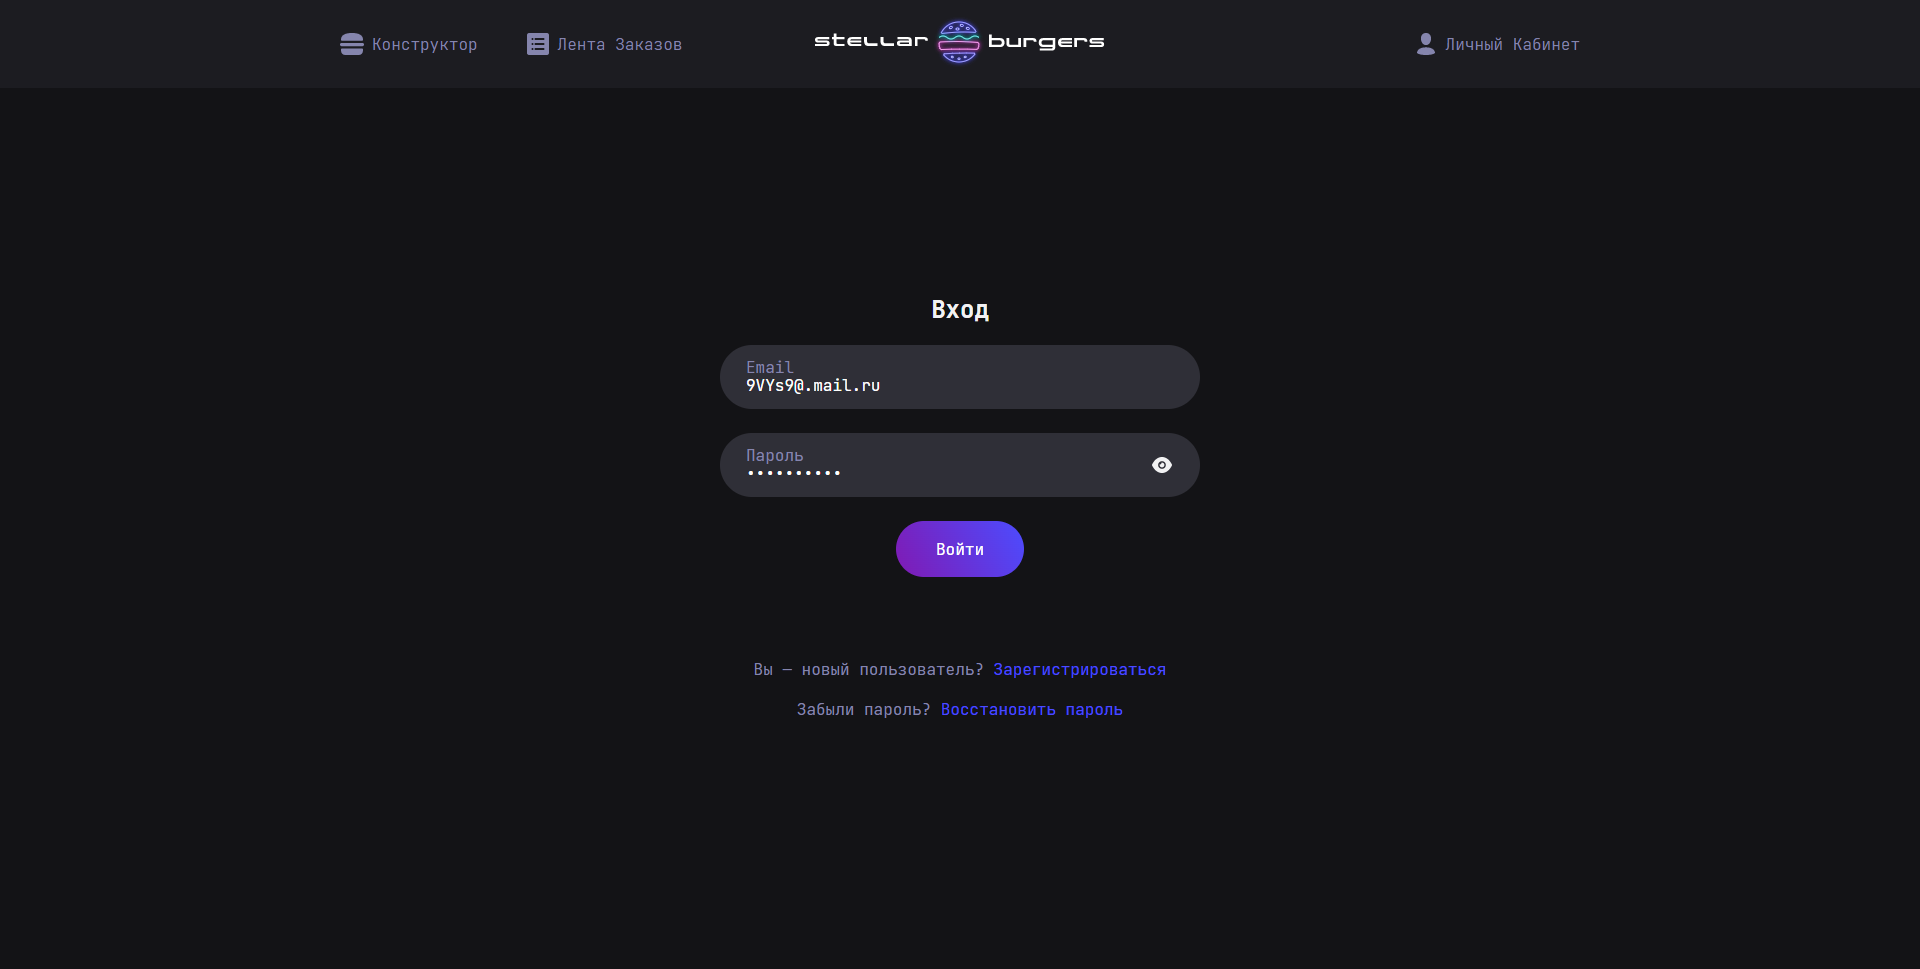 Конструктор
Лента Заказов
stellar burgers
Личный Кабинет
Вход
Email
9VYs9@.mail.ru
Пароль
••••••••••
Войти
Вы — новый пользователь? Зарегистрироваться
Забыли пароль? Восстановить пароль